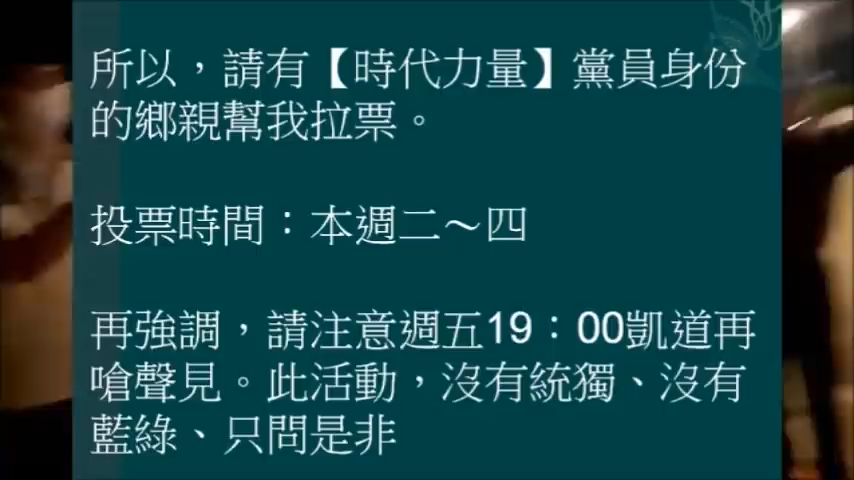 所以，請有【時代力量】黨員身份
的鄉親幫我拉票。
投票時間：本週二～四
再強調，請注意週五19：00凱道再
嗆聲見。此活動，沒有統獨、沒有
藍綠、只問是非